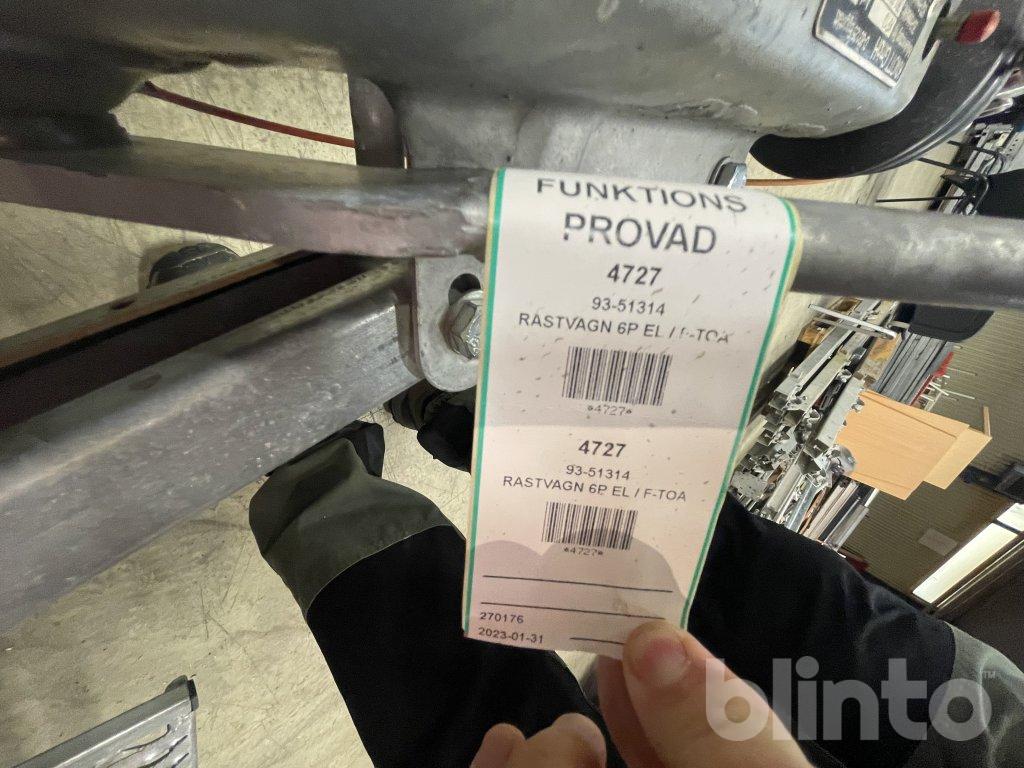 FUNKTIONS
PROVAD
4727
93-51314
RASTVAGN 6P EL / F-TOA
*4727*
4727
93-51314
RASTVAGN 6P EL / F-TOA
*4727*
270176
2023-01-31
blinto™